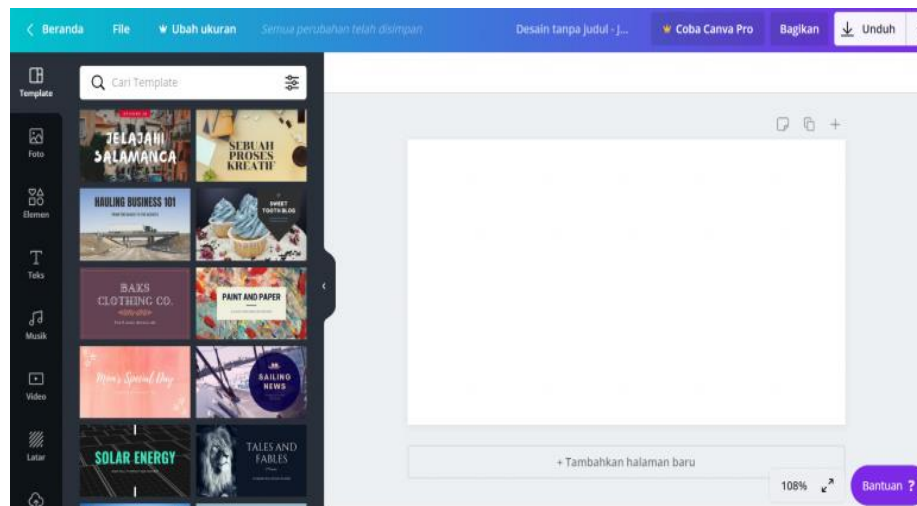 Beranda File Ubah ukuran Semua perubahan telah disimpan Desain tanpa judul - J... Coba Canva Pro Bagikan Unduh
Template
Cari Template
Foto
Elemen
Teks
Musik
Video
Latar
JELAJAHI
SALAMANCA
SEBUAH
PROSES
KREATIF
HAULING BUSINESS 101
SWEET
TOOTH BLOG
BAKS
CLOTHING CO.
PAINT AND PAPER
Mom's Special Day
SAILING
NEWS
SOLAR ENERGY
TALES AND
FABLES
+ Tambahkan halaman baru
108%
Bantuan ?